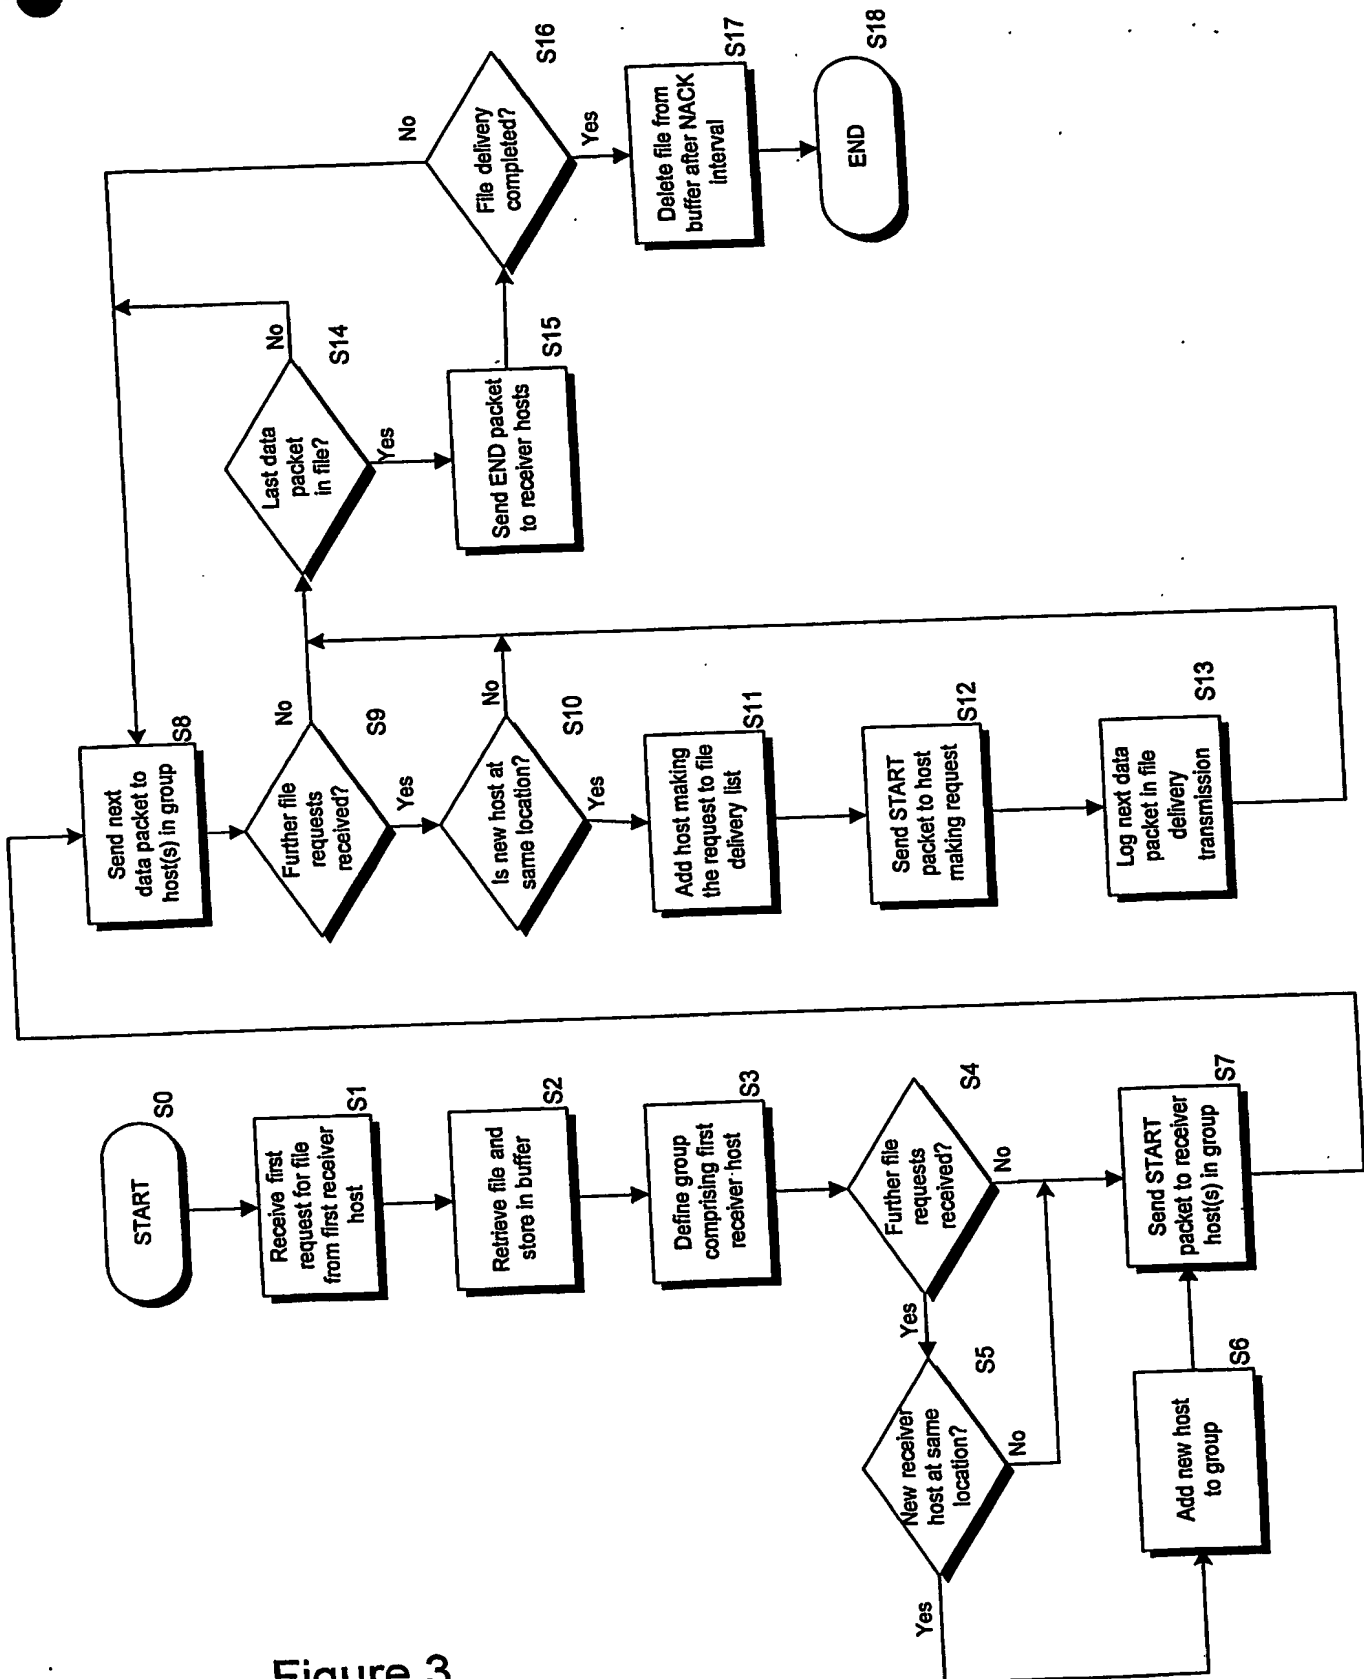 START
S0
Receive first
request for file
from first receiver
host
S1
Retrieve file and
store in buffer
S2
Define group
comprising first
receiver host
S3
Further file
requests
received?
S4
Yes
No
New receiver
host at same
location?
S5
Yes
No
Add new host
to group
S6
Send START
packet to receiver
host(s) in group
S7
Send next
data packet to
host(s) in group
S8
Further file
requests
received?
S9
No
Yes
Is new host at
same location?
S10
No
Yes
Add host making
the request to file
delivery list
S11
Send START
packet to host
making request
S12
Log next data
packet in file
delivery
transmission
S13
Last data
packet
in file?
S14
No
Yes
Send END packet
to receiver hosts
S15
File delivery
completed?
S16
No
Yes
Delete file from
buffer after NACK
interval
S17
END
S18
Figure 3